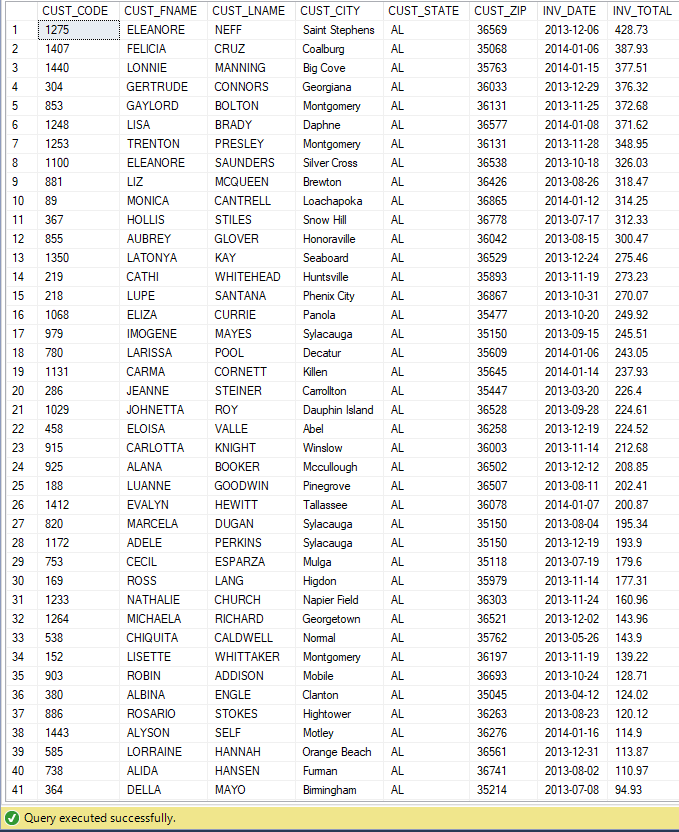 CUST_CODE CUST_FNAME CUST_LNAME CUST_CITY CUST_STATE CUST_ZIP INV_DATE INV_TOTAL
1 1275 ELEANORE NEFF Saint Stephens AL 36569 2013-12-06 428.73
2 1407 FELICIA CRUZ Coalburg AL 35068 2014-01-06 387.93
3 1440 LONNIE MANNING Big Cove AL 35763 2014-01-15 377.51
4 304 GERTRUDE CONNORS Georgiana AL 36033 2013-12-29 376.32
5 853 GAYLORD BOLTON Montgomery AL 36131 2013-11-25 372.68
6 1248 LISA BRADY Daphne AL 36577 2014-01-08 371.62
7 1253 TRENTON PRESLEY Montgomery AL 36131 2013-11-28 348.95
8 1100 ELEANORE SAUNDERS Silver Cross AL 36538 2013-10-18 326.03
9 881 LIZ MCQUEEN Brewton AL 36426 2013-08-26 318.47
10 89 MONICA CANTRELL Loachapoka AL 36865 2014-01-12 314.25
11 367 HOLLIS STILES Snow Hill AL 36778 2013-07-17 312.33
12 855 AUBREY GLOVER Honoraville AL 36042 2013-08-15 300.47
13 1350 LATONYA KAY Seaboard AL 36529 2013-12-24 275.46
14 219 CATHI WHITEHEAD Huntsville AL 35893 2013-11-19 273.23
15 218 LUPE SANTANA Phenix City AL 36867 2013-10-31 270.07
16 1068 ELIZA CURRIE Panola AL 35477 2013-10-20 249.92
17 979 IMOGENE MAYES Sylacauga AL 35150 2013-09-15 245.51
18 780 LARISSA POOL Decatur AL 35609 2014-01-06 243.05
19 1131 CARMA CORNETT Killen AL 35645 2014-01-14 237.93
20 286 JEANNE STEINER Carrollton AL 35447 2013-03-20 226.4
21 1029 JOHNETTA ROY Dauphin Island AL 36528 2013-09-28 224.61
22 458 ELOISA VALLE Abel AL 36258 2013-12-19 224.52
23 915 CARLOTTA KNIGHT Winslow AL 36003 2013-11-14 212.68
24 925 ALANA BOOKER Mccullough AL 36502 2013-12-12 208.85
25 188 LUANNE GOODWIN Pinegrove AL 36507 2013-08-11 202.41
26 1412 EVALYN HEWITT Tallassee AL 36078 2014-01-07 200.87
27 820 MARCELA DUGAN Sylacauga AL 35150 2013-08-04 195.34
28 1172 ADELE PERKINS Sylacauga AL 35150 2013-12-19 193.9
29 753 CECIL ESPARZA Mulga AL 35118 2013-07-19 179.6
30 169 ROSS LANG Higdon AL 35979 2013-11-14 177.31
31 1233 NATHALIE CHURCH Napier Field AL 36303 2013-11-24 160.96
32 1264 MICHAELA RICHARD Georgetown AL 36521 2013-12-02 143.96
33 538 CHIQUITA CALDWELL Normal AL 35762 2013-05-26 143.9
34 152 LISETTE WHITTAKER Montgomery AL 36197 2013-11-19 139.22
35 903 ROBIN ADDISON Mobile AL 36693 2013-10-24 128.71
36 380 ALBINA ENGLE Clanton AL 35045 2013-04-12 124.02
37 886 ROSARIO STOKES Hightower AL 36263 2013-08-23 120.12
38 1443 ALYSON SELF Motley AL 36276 2014-01-16 114.9
39 585 LORRAINE HANNAH Orange Beach AL 36561 2013-12-31 113.87
40 738 ALIDA HANSEN Furman AL 36741 2013-08-02 110.97
41 364 DELLA MAYO Birmingham AL 35214 2013-07-08 94.93
Query executed successfully.